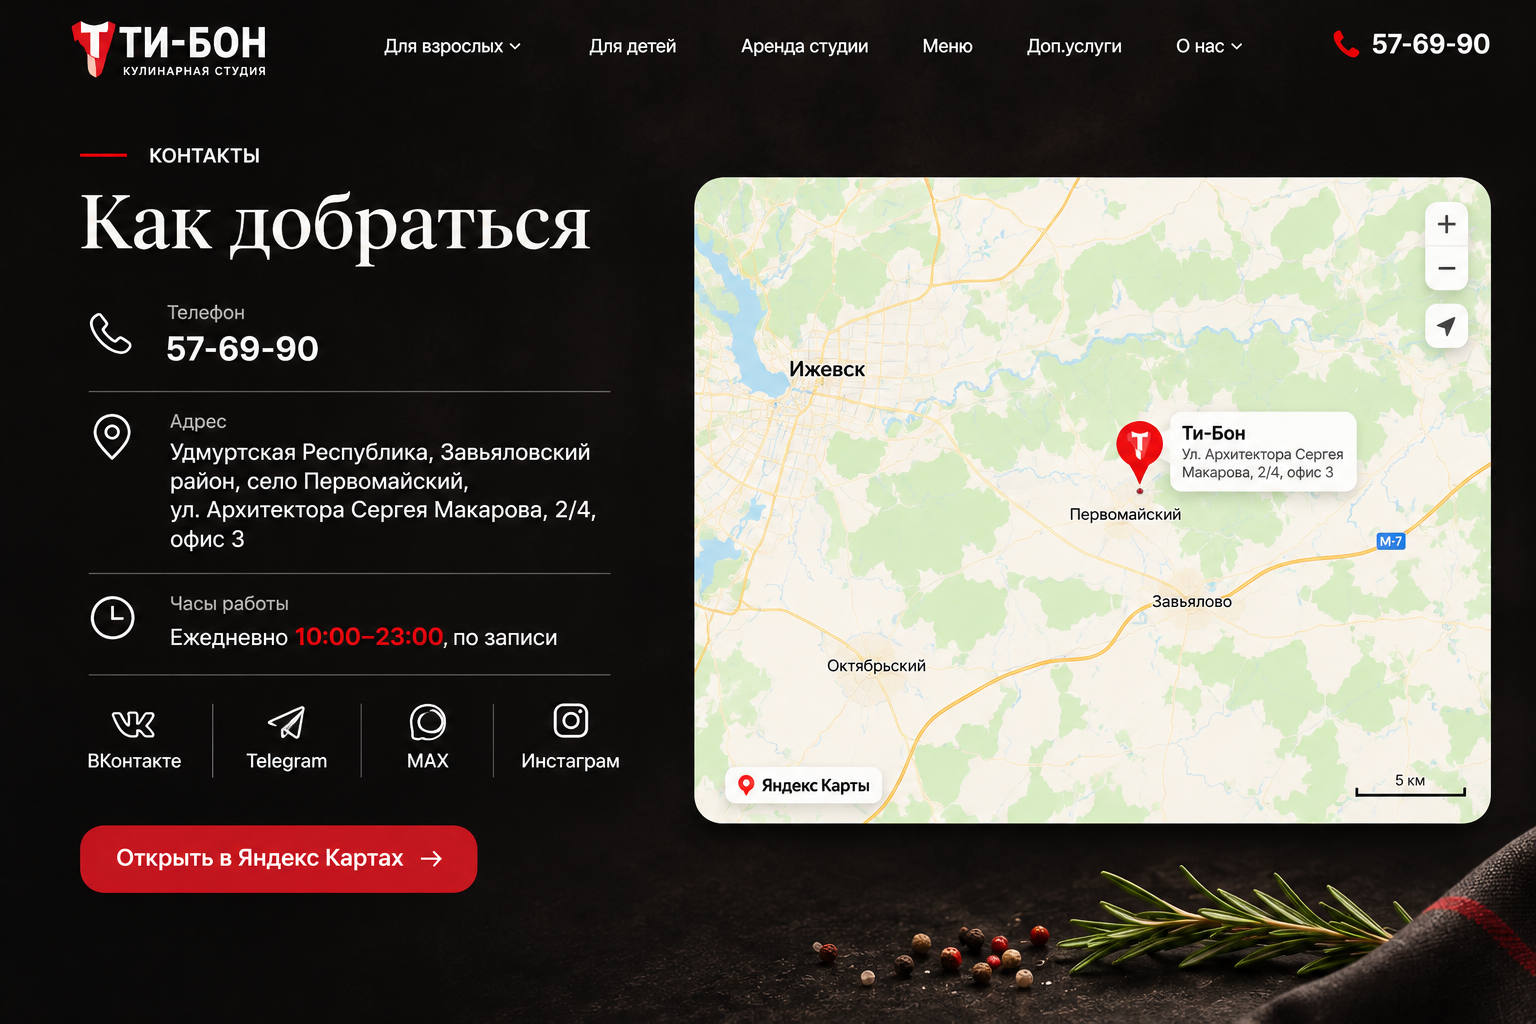 ТИ-БОН
КУЛИНАРНАЯ СТУДИЯ
Для взрослых
Для детей
Аренда студии
Меню
Доп.услуги
О нас
57-69-90
КОНТАКТЫ
Как добраться
Телефон
57-69-90
Адрес
Удмуртская Республика, Завьяловский
район, село Первомайский,
ул. Архитектора Сергея Макарова, 2/4,
офис 3
Часы работы
Ежедневно 10:00–23:00, по записи
ВКонтакте
Telegram
MAX
Инстаграм
Открыть в Яндекс Картах
Ижевск
Ти-Бон
Ул. Архитектора Сергея
Макарова, 2/4, офис 3
Первомайский
М-7
Завьялово
Октябрьский
Яндекс Карты
5 км